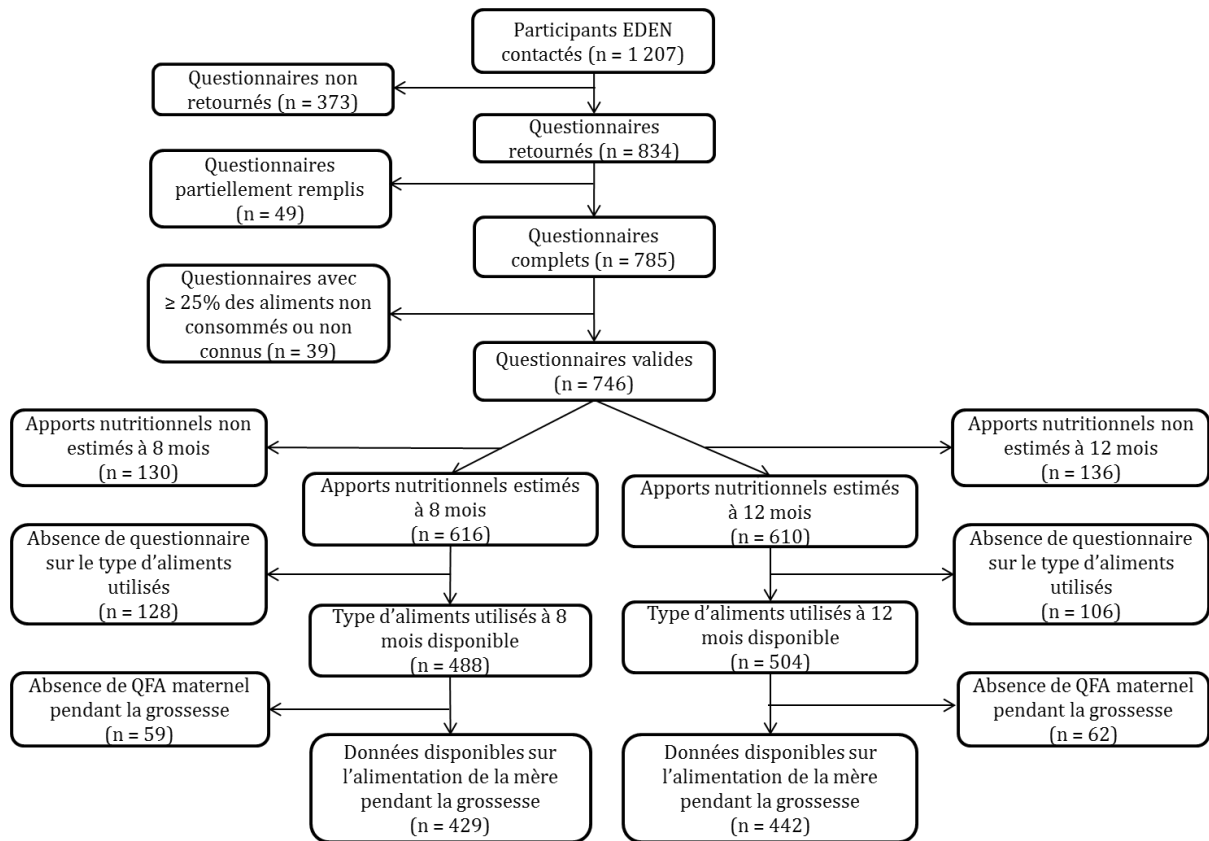 Participants EDEN
contactés (n = 1 207)
Questionnaires non
retournés (n = 373)
Questionnaires
retournés (n = 834)
Questionnaires
partiellement remplis
(n = 49)
Questionnaires
complets (n = 785)
Questionnaires avec
≥ 25% des aliments non
consommés ou non
connus (n = 39)
Questionnaires valides
(n = 746)
Apports nutritionnels non
estimés à 8 mois
(n = 130)
Apports nutritionnels non
estimés à 12 mois
(n = 136)
Apports nutritionnels estimés
à 8 mois
(n = 616)
Apports nutritionnels estimés
à 12 mois
(n = 610)
Absence de questionnaire
sur le type d’aliments
utilisés
(n = 128)
Absence de questionnaire
sur le type d’aliments
utilisés
(n = 106)
Type d’aliments utilisés à 8
mois disponible
(n = 488)
Type d’aliments utilisés à 12
mois disponible
(n = 504)
Absence de QFA maternel
pendant la grossesse
(n = 59)
Absence de QFA maternel
pendant la grossesse
(n = 62)
Données disponibles sur
l’alimentation de la mère
pendant la grossesse
(n = 429)
Données disponibles sur
l’alimentation de la mère
pendant la grossesse
(n = 442)